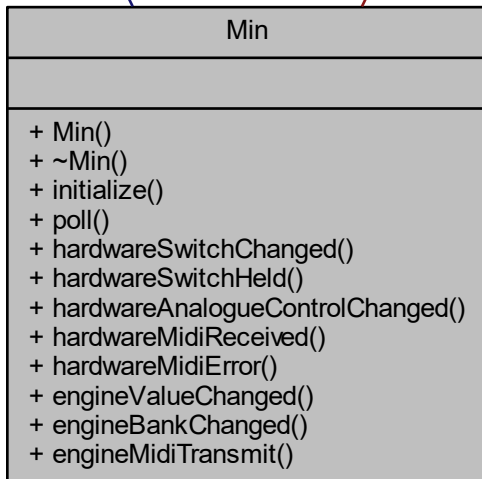 Min
+ Min()
+ ~Min()
+ initialize()
+ poll()
+ hardwareSwitchChanged()
+ hardwareSwitchHeld()
+ hardwareAnalogueControlChanged()
+ hardwareMidiReceived()
+ hardwareMidiError()
+ engineValueChanged()
+ engineBankChanged()
+ engineMidiTransmit()